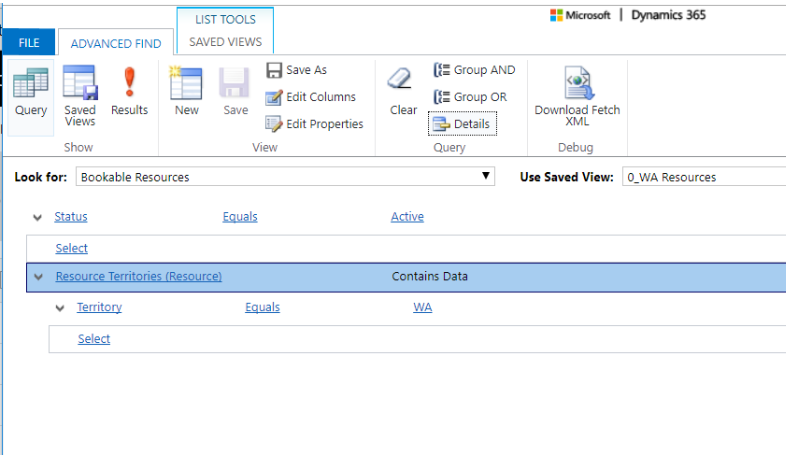 LIST TOOLS
Microsoft | Dynamics 365
FILE ADVANCED FIND SAVED VIEWS
Query Saved Views Results New Save Save As Edit Columns Edit Properties Clear Group AND Group OR Details Download Fetch XML
Show View Query Debug
Look for: Bookable Resources Use Saved View: 0_WA Resources
Status Equals Active
Select
Resource Territories (Resource) Contains Data
Territory Equals WA
Select